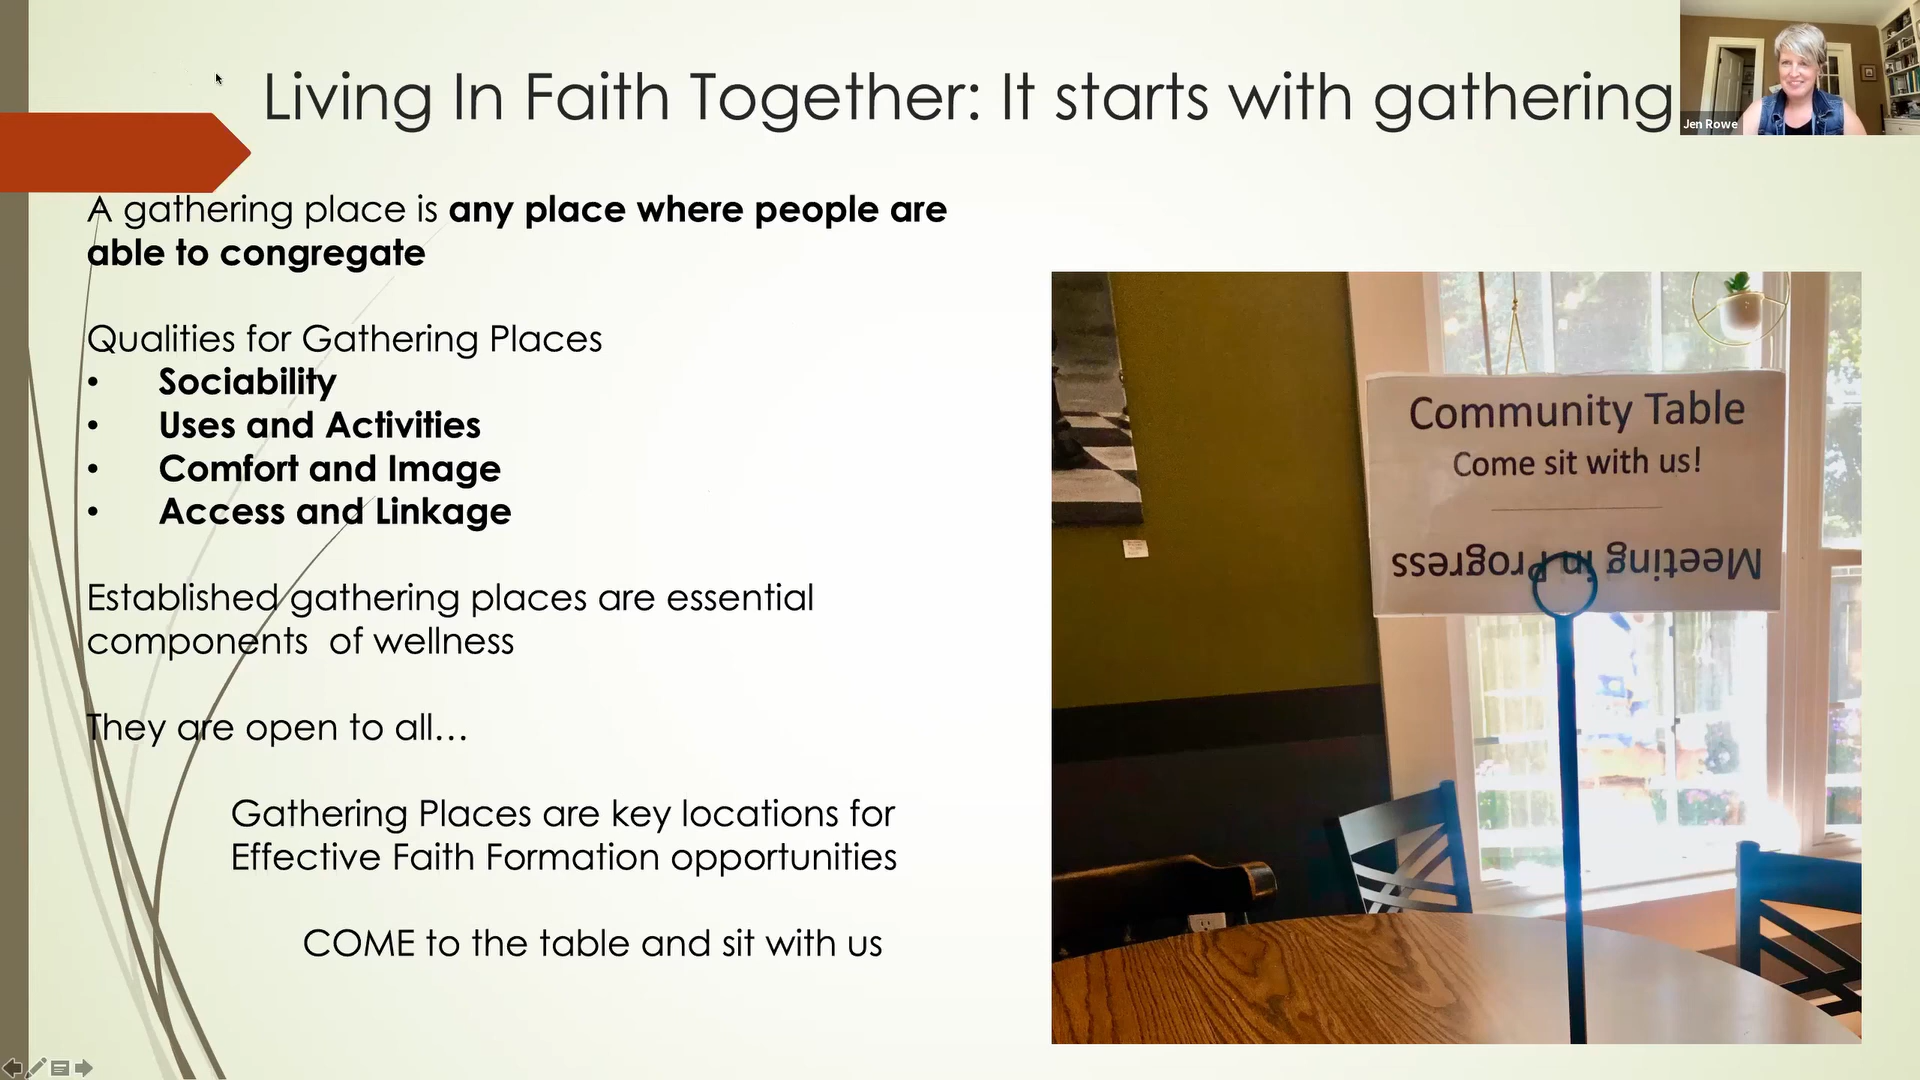 Living In Faith Together: It starts with gathering
Jen Rowe
A gathering place is any place where people are
able to congregate
Qualities for Gathering Places
• Sociability
• Uses and Activities
• Comfort and Image
• Access and Linkage
Established gathering places are essential
components  of wellness
They are open to all…
Gathering Places are key locations for
Effective Faith Formation opportunities
COME to the table and sit with us
Community Table
Come sit with us!
Meeting in Progress